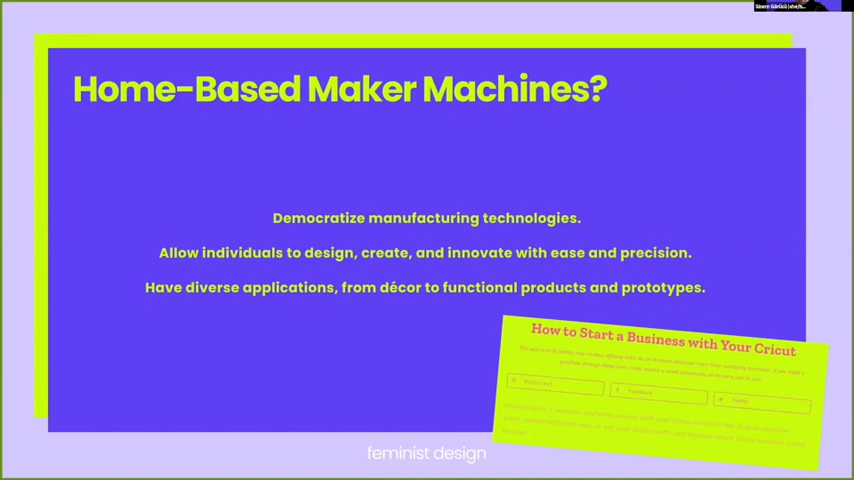 Home-Based Maker Machines?
Democratize manufacturing technologies.
Allow individuals to design, create, and innovate with ease and precision.
Have diverse applications, from décor to functional products and prototypes.
How to Start a Business with Your Cricut
Pinterest
Facebook
Twitter
feminist design